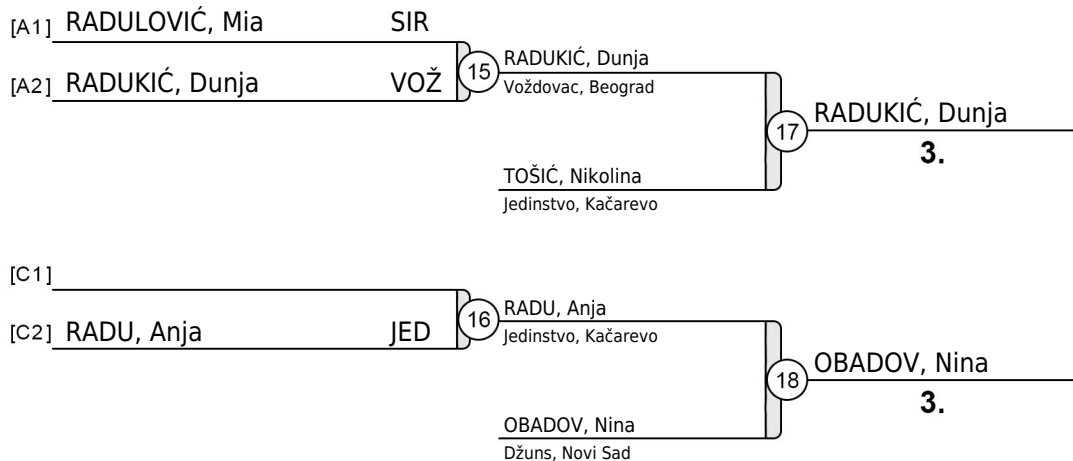 [A1] RADULOVIĆ, Mia SIR
[A2] RADUKIĆ, Dunja VOŽ
15
RADUKIĆ, Dunja
Voždovac, Beograd
17
RADUKIĆ, Dunja
3.
TOŠIĆ, Nikolina
Jedinstvo, Kačarevo
[C1]
[C2] RADU, Anja JED
16
RADU, Anja
Jedinstvo, Kačarevo
18
OBADOV, Nina
3.
OBADOV, Nina
Džuns, Novi Sad